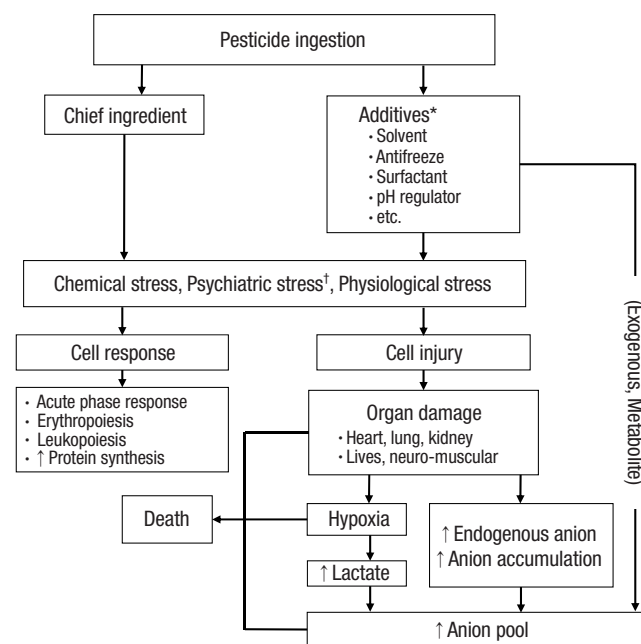 Pesticide ingestion
Chief ingredient
Additives*
· Solvent
· Antifreeze
· Surfactant
· pH regulator
· etc.
Chemical stress, Psychiatric stress†, Physiological stress
(Exogenous, Metabolite)
Cell response
Cell injury
· Acute phase response
· Erythropoiesis
· Leukopoiesis
· ↑ Protein synthesis
Organ damage
· Heart, lung, kidney
· Lives, neuro-muscular
Death
Hypoxia
↑ Endogenous anion
↑ Anion accumulation
↑ Lactate
↑ Anion pool